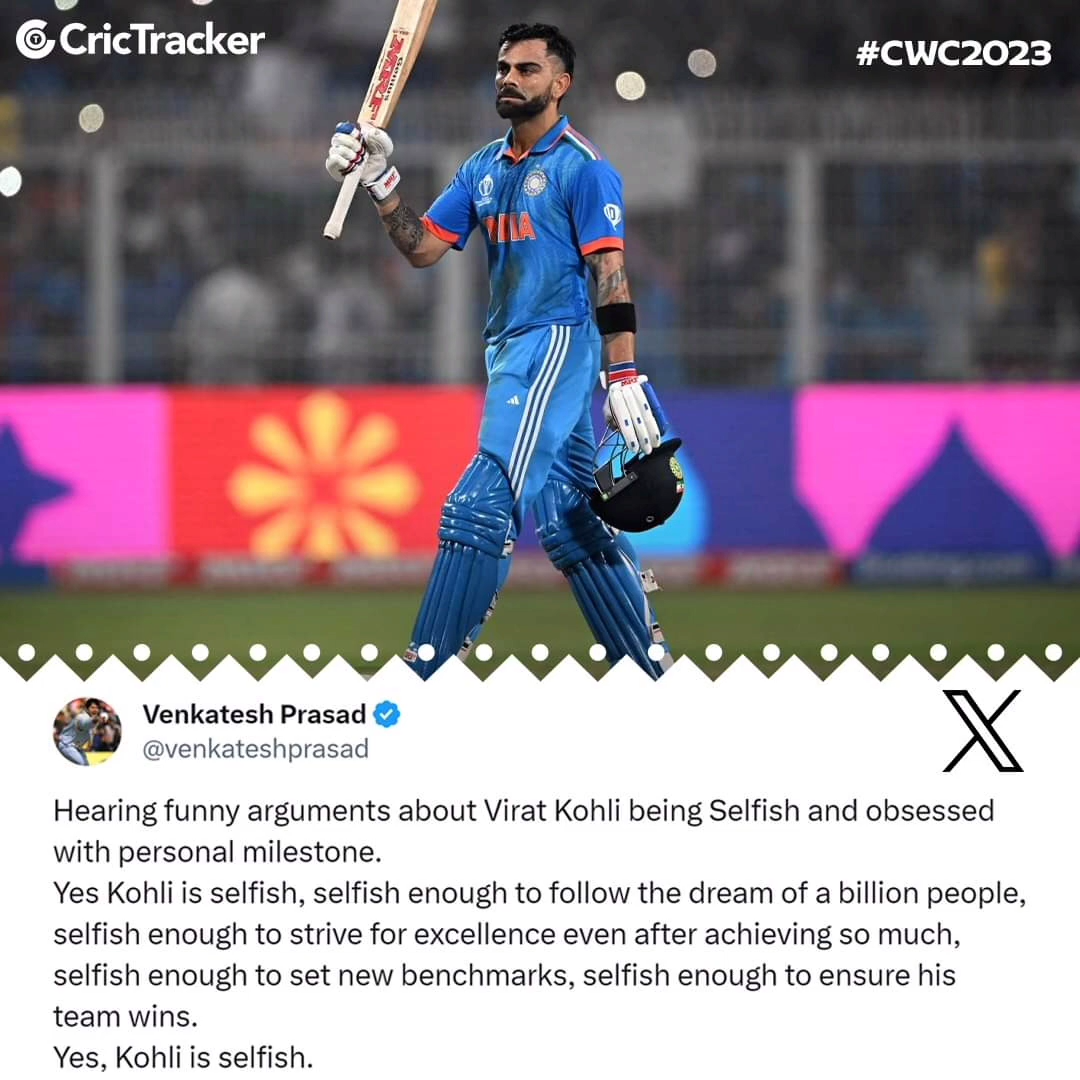 CricTracker
#CWC2023
Venkatesh Prasad
@venkateshprasad
Hearing funny arguments about Virat Kohli being Selfish and obsessed
with personal milestone.
Yes Kohli is selfish, selfish enough to follow the dream of a billion people,
selfish enough to strive for excellence even after achieving so much,
selfish enough to set new benchmarks, selfish enough to ensure his
team wins.
Yes, Kohli is selfish.